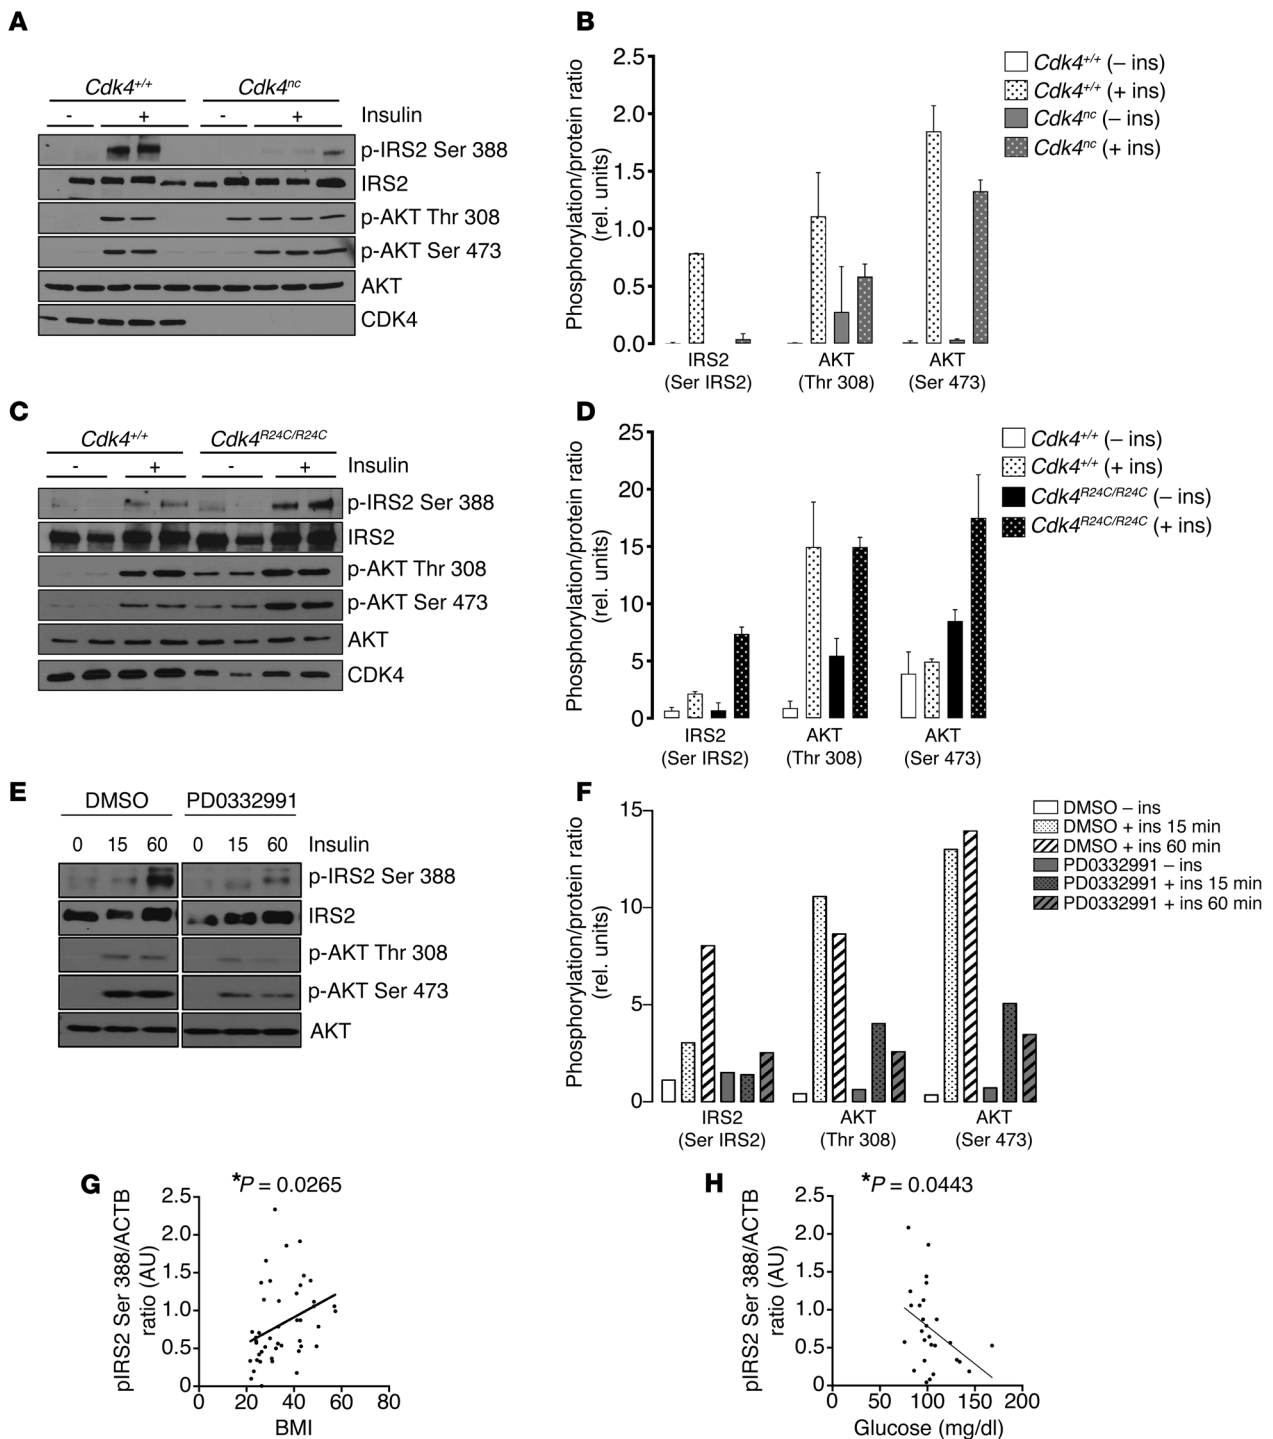 A
Cdk4+/+ Cdk4nc
- + - + Insulin
p-IRS2 Ser 388
IRS2
p-AKT Thr 308
p-AKT Ser 473
AKT
CDK4
B
Phosphorylation/protein ratio
(rel. units)
2.5
2.0
1.5
1.0
0.5
0.0
IRS2
(Ser IRS2)
AKT
(Thr 308)
AKT
(Ser 473)
Cdk4+/+ (– ins)
Cdk4+/+ (+ ins)
Cdk4nc (– ins)
Cdk4nc (+ ins)
C
Cdk4+/+ Cdk4R24C/R24C
- + - + Insulin
p-IRS2 Ser 388
IRS2
p-AKT Thr 308
p-AKT Ser 473
AKT
CDK4
D
Phosphorylation/protein ratio
(rel. units)
25
20
15
10
5
0
IRS2
(Ser IRS2)
AKT
(Thr 308)
AKT
(Ser 473)
Cdk4+/+ (– ins)
Cdk4+/+ (+ ins)
Cdk4R24C/R24C (– ins)
Cdk4R24C/R24C (+ ins)
E
DMSO PD0332991
0 15 60 0 15 60 Insulin
p-IRS2 Ser 388
IRS2
p-AKT Thr 308
p-AKT Ser 473
AKT
F
Phosphorylation/protein ratio
(rel. units)
15
10
5
0
IRS2
(Ser IRS2)
AKT
(Thr 308)
AKT
(Ser 473)
DMSO – ins
DMSO + ins 15 min
DMSO + ins 60 min
PD0332991 – ins
PD0332991 + ins 15 min
PD0332991 + ins 60 min
G
*P = 0.0265
pIRS2 Ser 388/ACTB
ratio (AU)
2.5
2.0
1.5
1.0
0.5
0
0 20 40 60 80
BMI
H
*P = 0.0443
pIRS2 Ser 388/ACTB
ratio (AU)
2.5
2.0
1.5
1.0
0.5
0
0 50 100 150 200
Glucose (mg/dl)